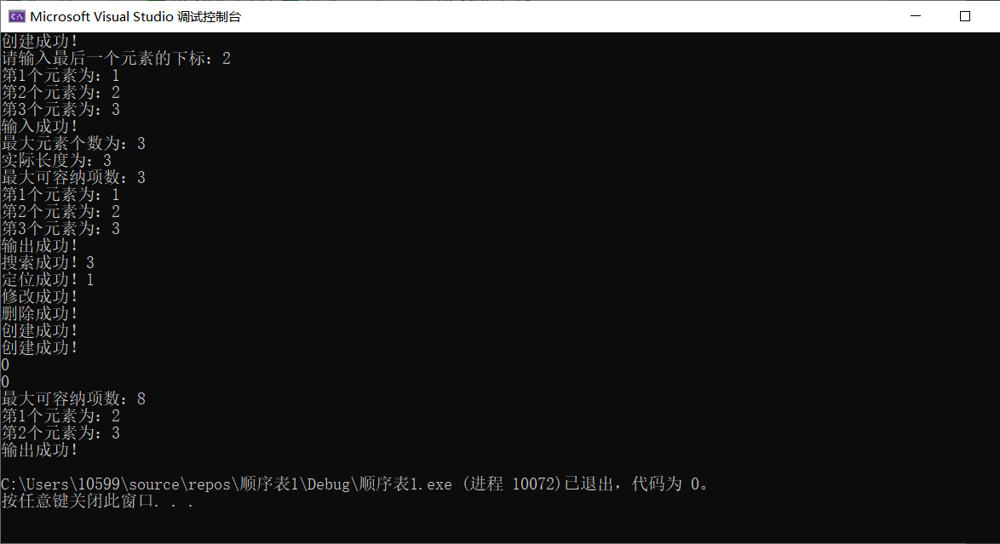 Microsoft Visual Studio 调试控制台
创建成功!
请输入最后一个元素的下标: 2
第1个元素为: 1
第2个元素为: 2
第3个元素为: 3
输入成功!
最大元素个数为: 3
实际长度为: 3
最大可容纳项数: 3
第1个元素为: 1
第2个元素为: 2
第3个元素为: 3
输出成功!
搜索成功! 3
定位成功! 1
修改成功!
删除成功!
创建成功!
创建成功!
0
0
最大可容纳项数: 8
第1个元素为: 2
第2个元素为: 3
输出成功!
C:\Users\10599\source\repos\顺序表1\Debug\顺序表1.exe (进程 10072)已退出，代码为 0。
按任意键关闭此窗口. . .